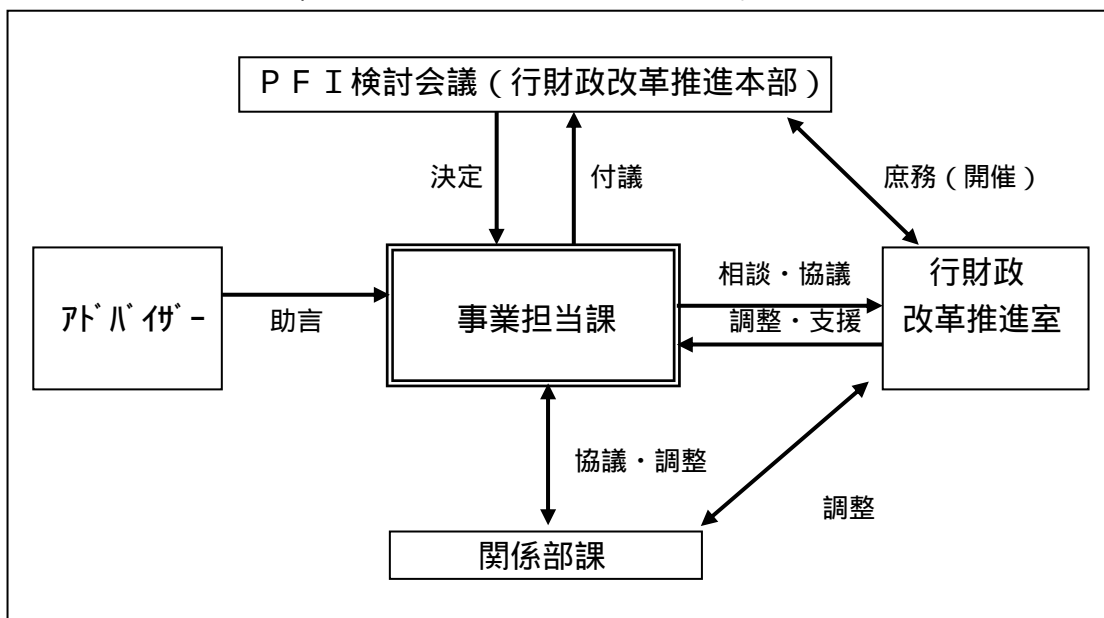 ＰＦＩ検討会議（行財政改革推進本部）
決定
付議
庶務（開催）
ｱﾄﾞﾊﾞｲｻﾞｰ
助言
事業担当課
相談・協議
調整・支援
行財政
改革推進室
協議・調整
調整
関係部課